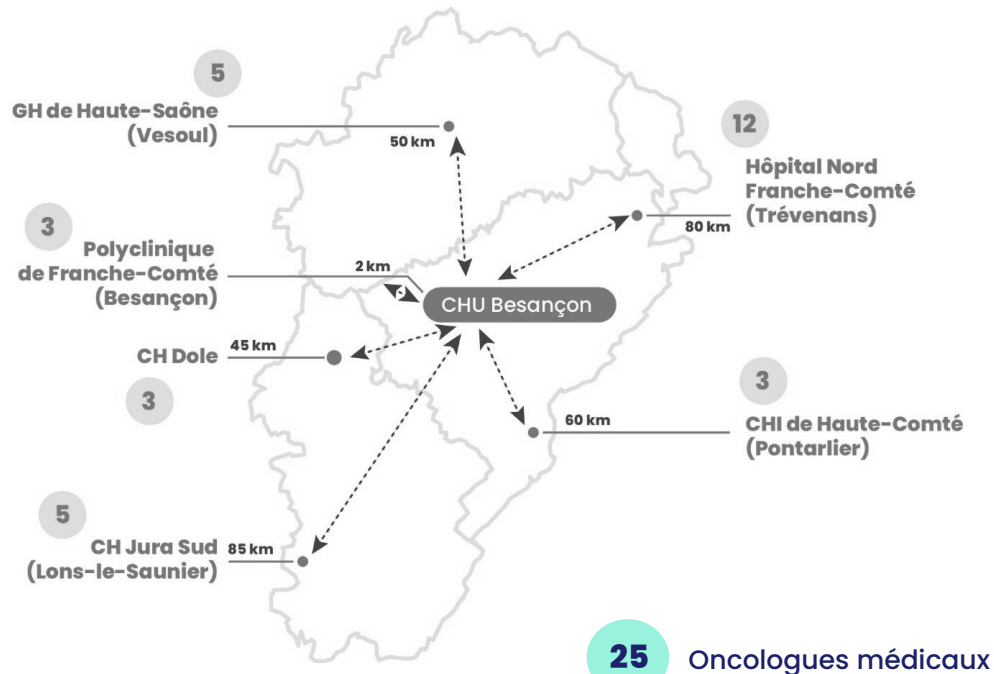 5
GH de Haute-Saône
(Vesoul)
50 km
12
Hôpital Nord
Franche-Comté
(Trévenans)
80 km
3
Polyclinique
de Franche-Comté
(Besançon)
2 km
CHU Besançon
CH Dole
45 km
3
3
CHI de Haute-Comté
(Pontarlier)
60 km
5
CH Jura Sud
(Lons-le-Saunier)
85 km
25 Oncologues médicaux